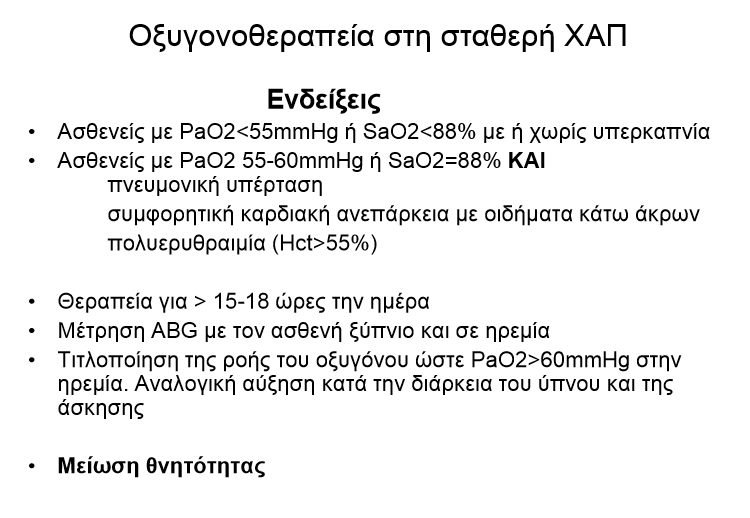 Οξυγονοθεραπεία στη σταθερή ΧΑΠ
Ενδείξεις
• Ασθενείς με PaO2<55mmHg ή SaO2<88% με ή χωρίς υπερκαπνία
• Ασθενείς με PaO2 55-60mmHg ή SaO2=88% ΚΑΙ
πνευμονική υπέρταση
συμφορητική καρδιακή ανεπάρκεια με οιδήματα κάτω άκρων
πολυερυθραιμία (Hct>55%)
• Θεραπεία για > 15-18 ώρες την ημέρα
• Μέτρηση ABG με τον ασθενή ξύπνιο και σε ηρεμία
• Τιτλοποίηση της ροής του οξυγόνου ώστε PaO2>60mmHg στην
ηρεμία. Αναλογική αύξηση κατά την διάρκεια του ύπνου και της
άσκησης
• Μείωση θνητότητας